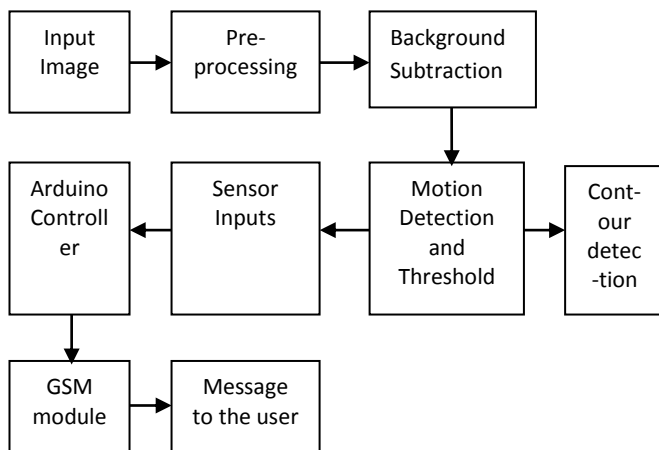 Input
Image
Pre-
processing
Background
Subtraction
Arduino
Controll
er
Sensor
Inputs
Motion
Detection
and
Threshold
Cont-
our
detec
-tion
GSM
module
Message
to the user